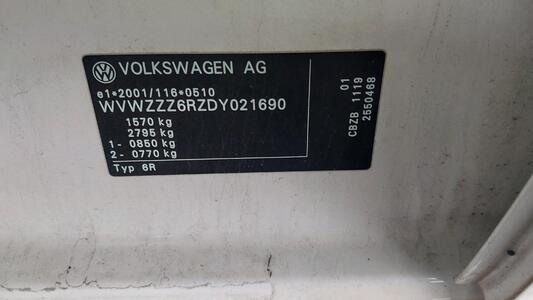 VOLKSWAGEN AG
e1*2001/116*0510
WVWZZZ6RZDY021690
1570 kg
2795 kg
1- 0850 kg
2- 0770 kg
Typ 6R
01
CBZB 1119
2550468